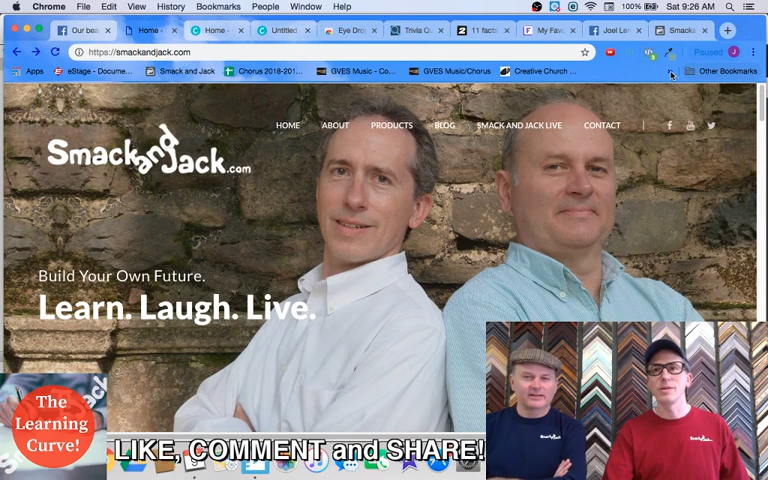 Chrome File Edit View History Bookmarks People Window Help 100% Sat 9:26 AM
Our bea Home - Home - Untitled Eye Drop Trivia Q 11 facts My Fav Joel Ler Smacka
https://smackandjack.com Paused J
Apps eStage - Docume... Smack and Jack Chorus 2018-201... GVES Music - Co... GVES Music/Chorus Creative Church ... Other Bookmarks
HOME ABOUT PRODUCTS BLOG SMACK AND JACK LIVE CONTACT
SmackandJack.com
Build Your Own Future.
Learn. Laugh. Live.
The
Learning
Curve!
LIKE, COMMENT and SHARE!